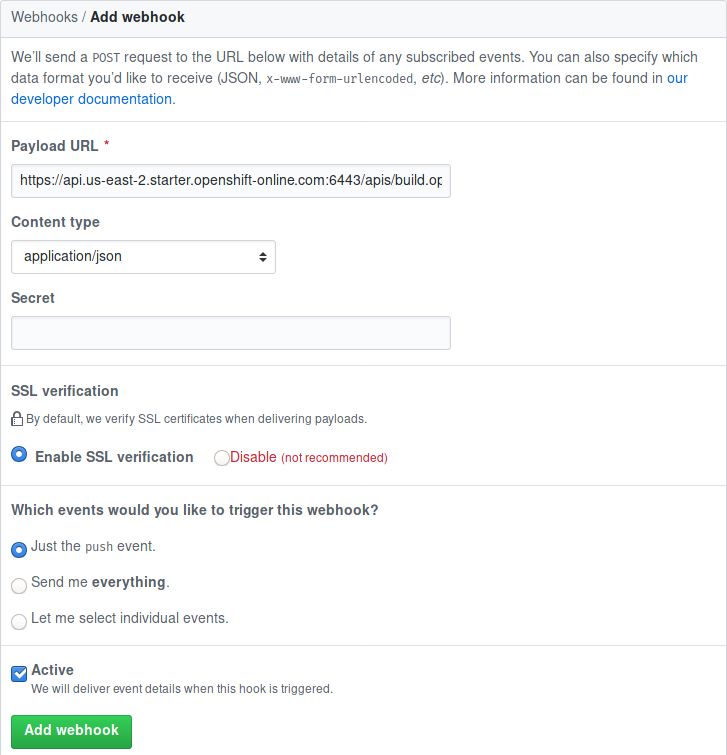 Webhooks / Add webhook
We'll send a POST request to the URL below with details of any subscribed events. You can also specify which
data format you'd like to receive (JSON, x-www-form-urlencoded, etc). More information can be found in our
developer documentation.
Payload URL *
https://api.us-east-2.starter.openshift-online.com:6443/apis/build.op
Content type
application/json
Secret
SSL verification
By default, we verify SSL certificates when delivering payloads.
Enable SSL verification Disable (not recommended)
Which events would you like to trigger this webhook?
Just the push event.
Send me everything.
Let me select individual events.
Active
We will deliver event details when this hook is triggered.
Add webhook